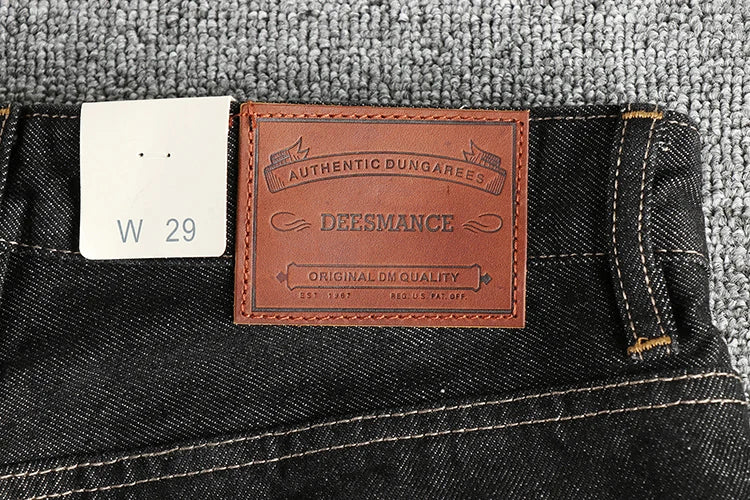 W 29
AUTHENTIC DUNGAREES
DEESMANCE
ORIGINAL DM QUALITY
EST 1967 REG. U.S. PAT. OFF.